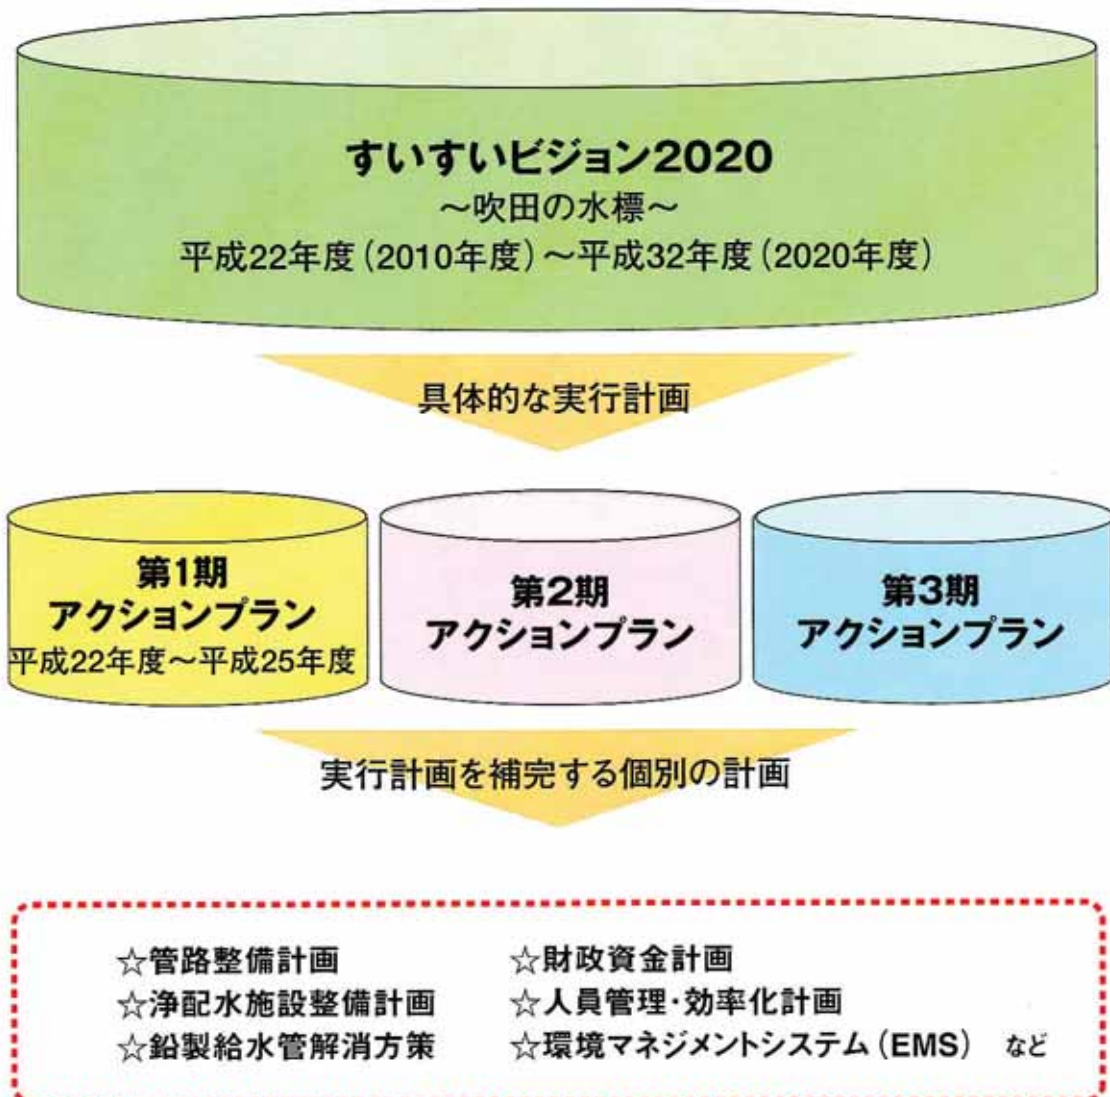 すいすいビジョン2020
～吹田の水標～
平成22年度(2010年度)～平成32年度(2020年度)
具体的な実行計画
第1期
アクションプラン
平成22年度～平成25年度
第2期
アクションプラン
第3期
アクションプラン
実行計画を補完する個別の計画
☆管路整備計画
☆浄配水施設整備計画
☆鉛製給水管解消方策
☆財政資金計画
☆人員管理・効率化計画
☆環境マネジメントシステム(EMS) など